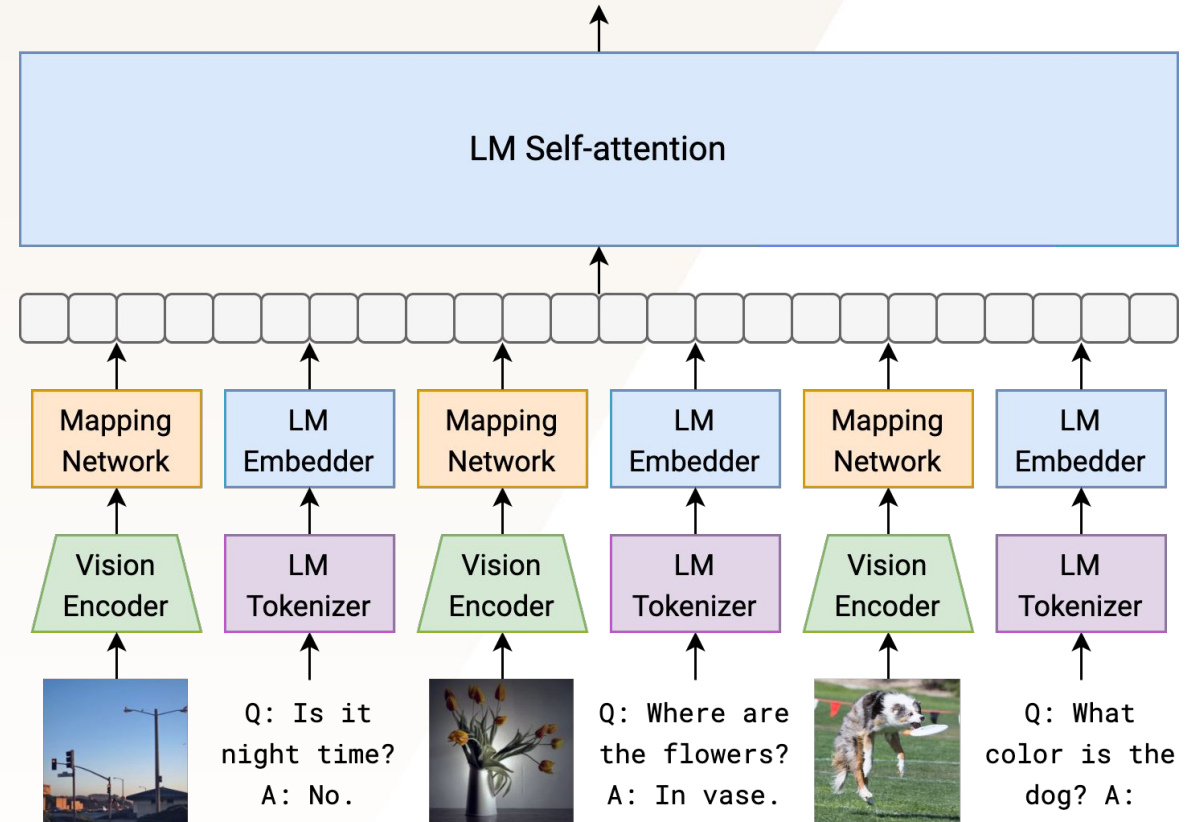 LM Self-attention
Mapping
Network
LM
Embedder
Mapping
Network
LM
Embedder
Mapping
Network
LM
Embedder
Vision
Encoder
LM
Tokenizer
Vision
Encoder
LM
Tokenizer
Vision
Encoder
LM
Tokenizer
Q: Is it
night time?
A: No.
Q: Where are
the flowers?
A: In vase.
Q: What
color is the
dog? A: